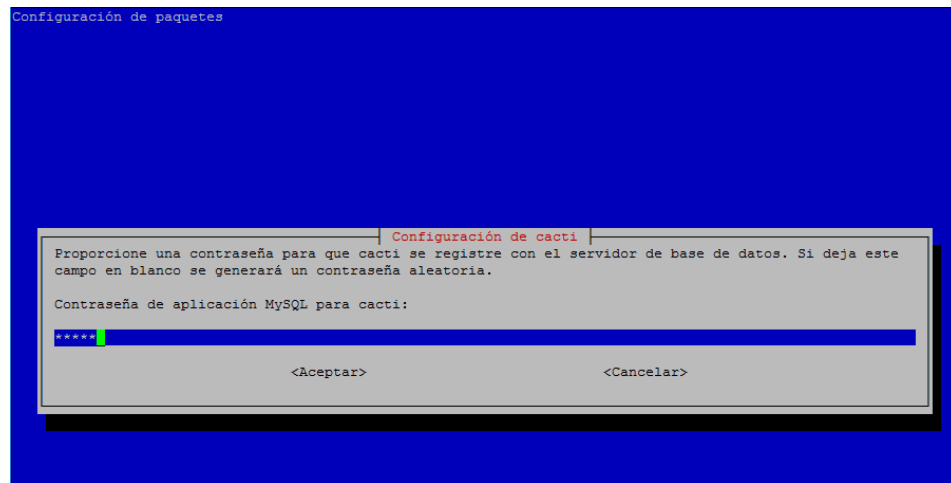 Configuración de paquetes
Configuración de cacti
Proporcione una contraseña para que cacti se registre con el servidor de base de datos. Si deja este
campo en blanco se generará un contraseña aleatoria.
Contraseña de aplicación MySQL para cacti:
*****
<Aceptar> <Cancelar>